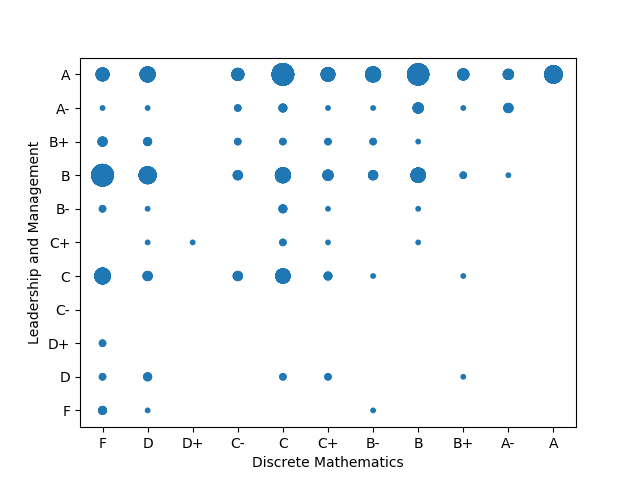 Leadership and Management
A
A-
B+
B
B-
C+
C
C-
D+
D
F
F D D+ C- C C+ B- B B+ A- A
Discrete Mathematics